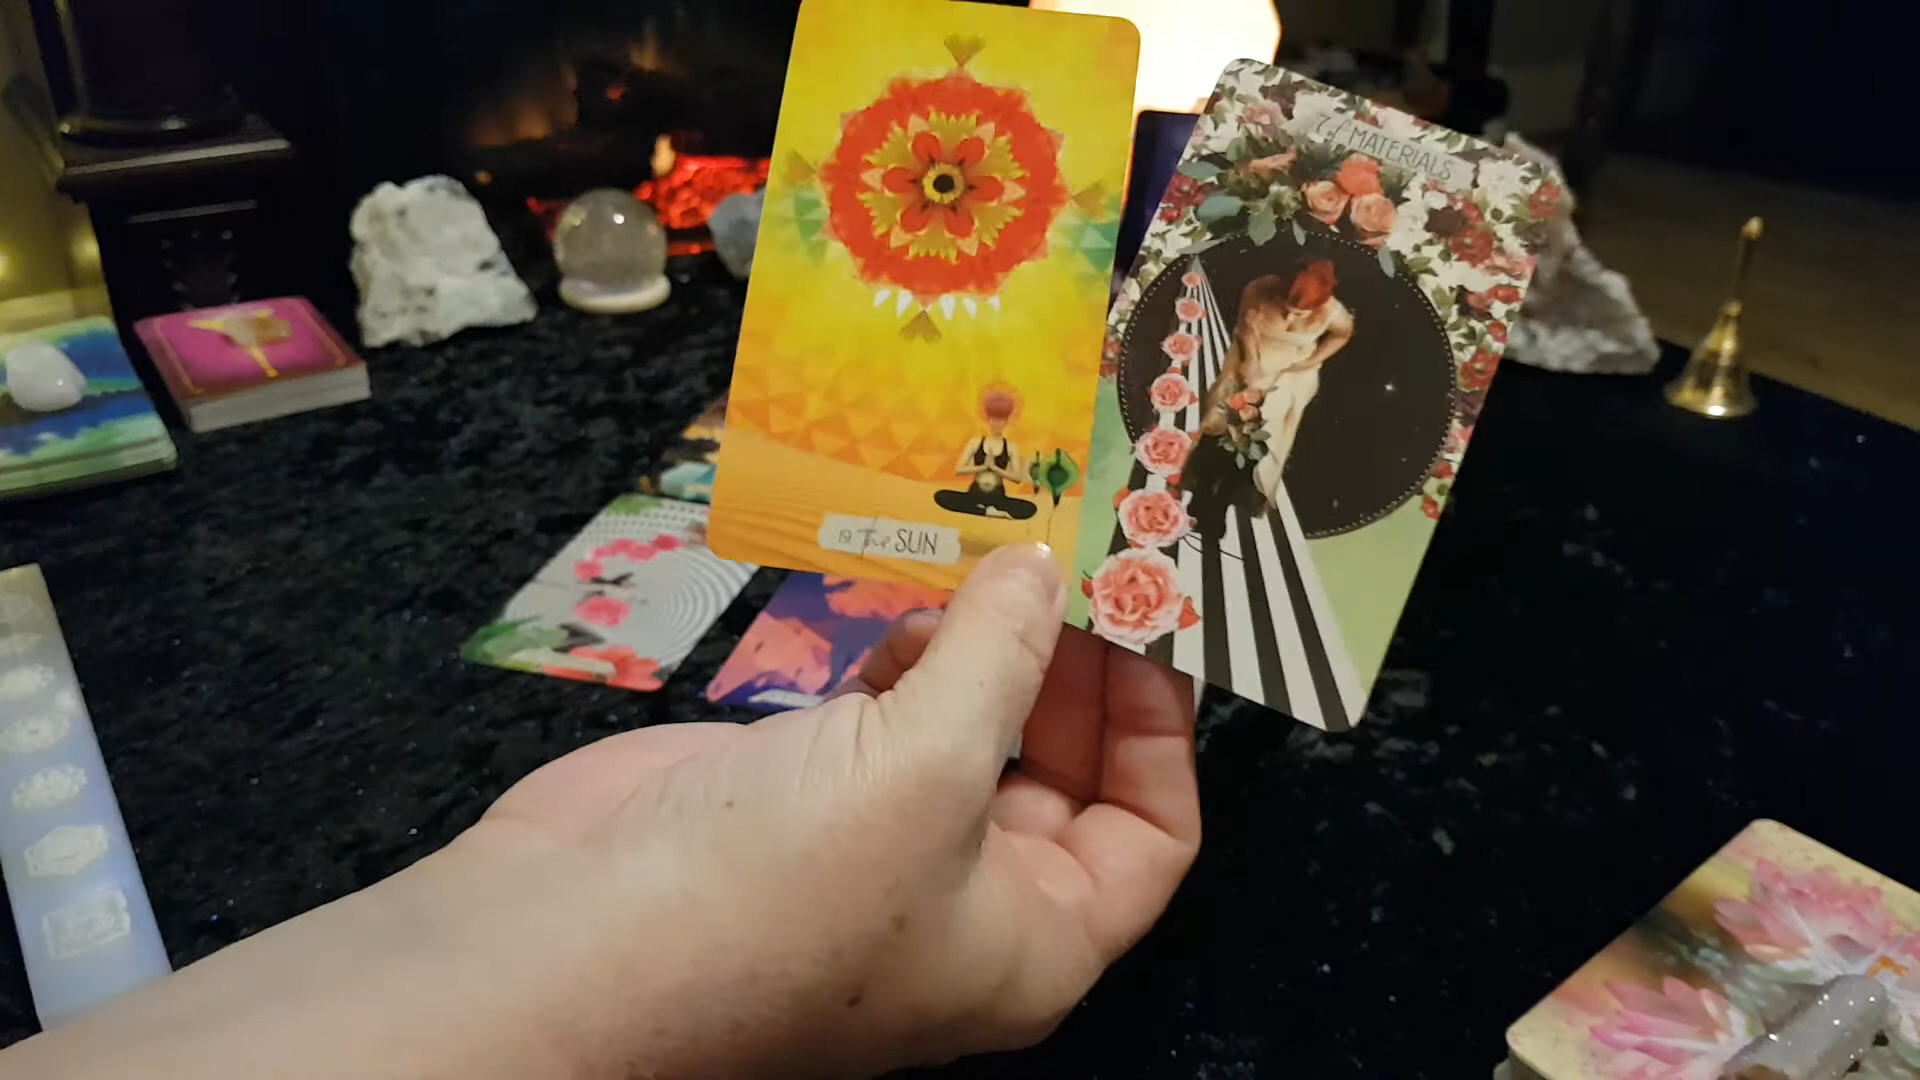 19 The SUN
7 of MATERIALS